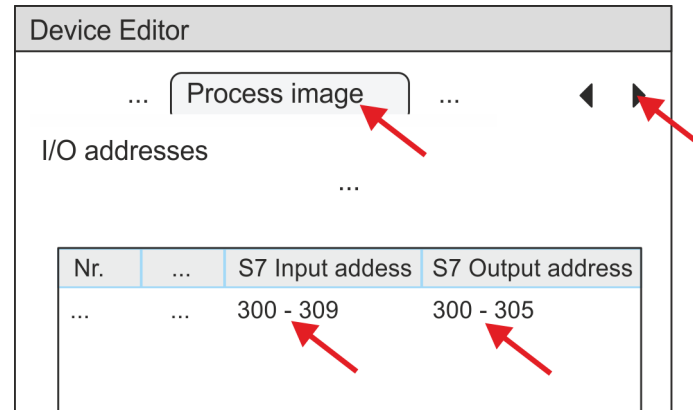 Device Editor
... Process image ...
I/O addresses
...
Nr. ... S7 Input addess S7 Output address
... ... 300 - 309 300 - 305